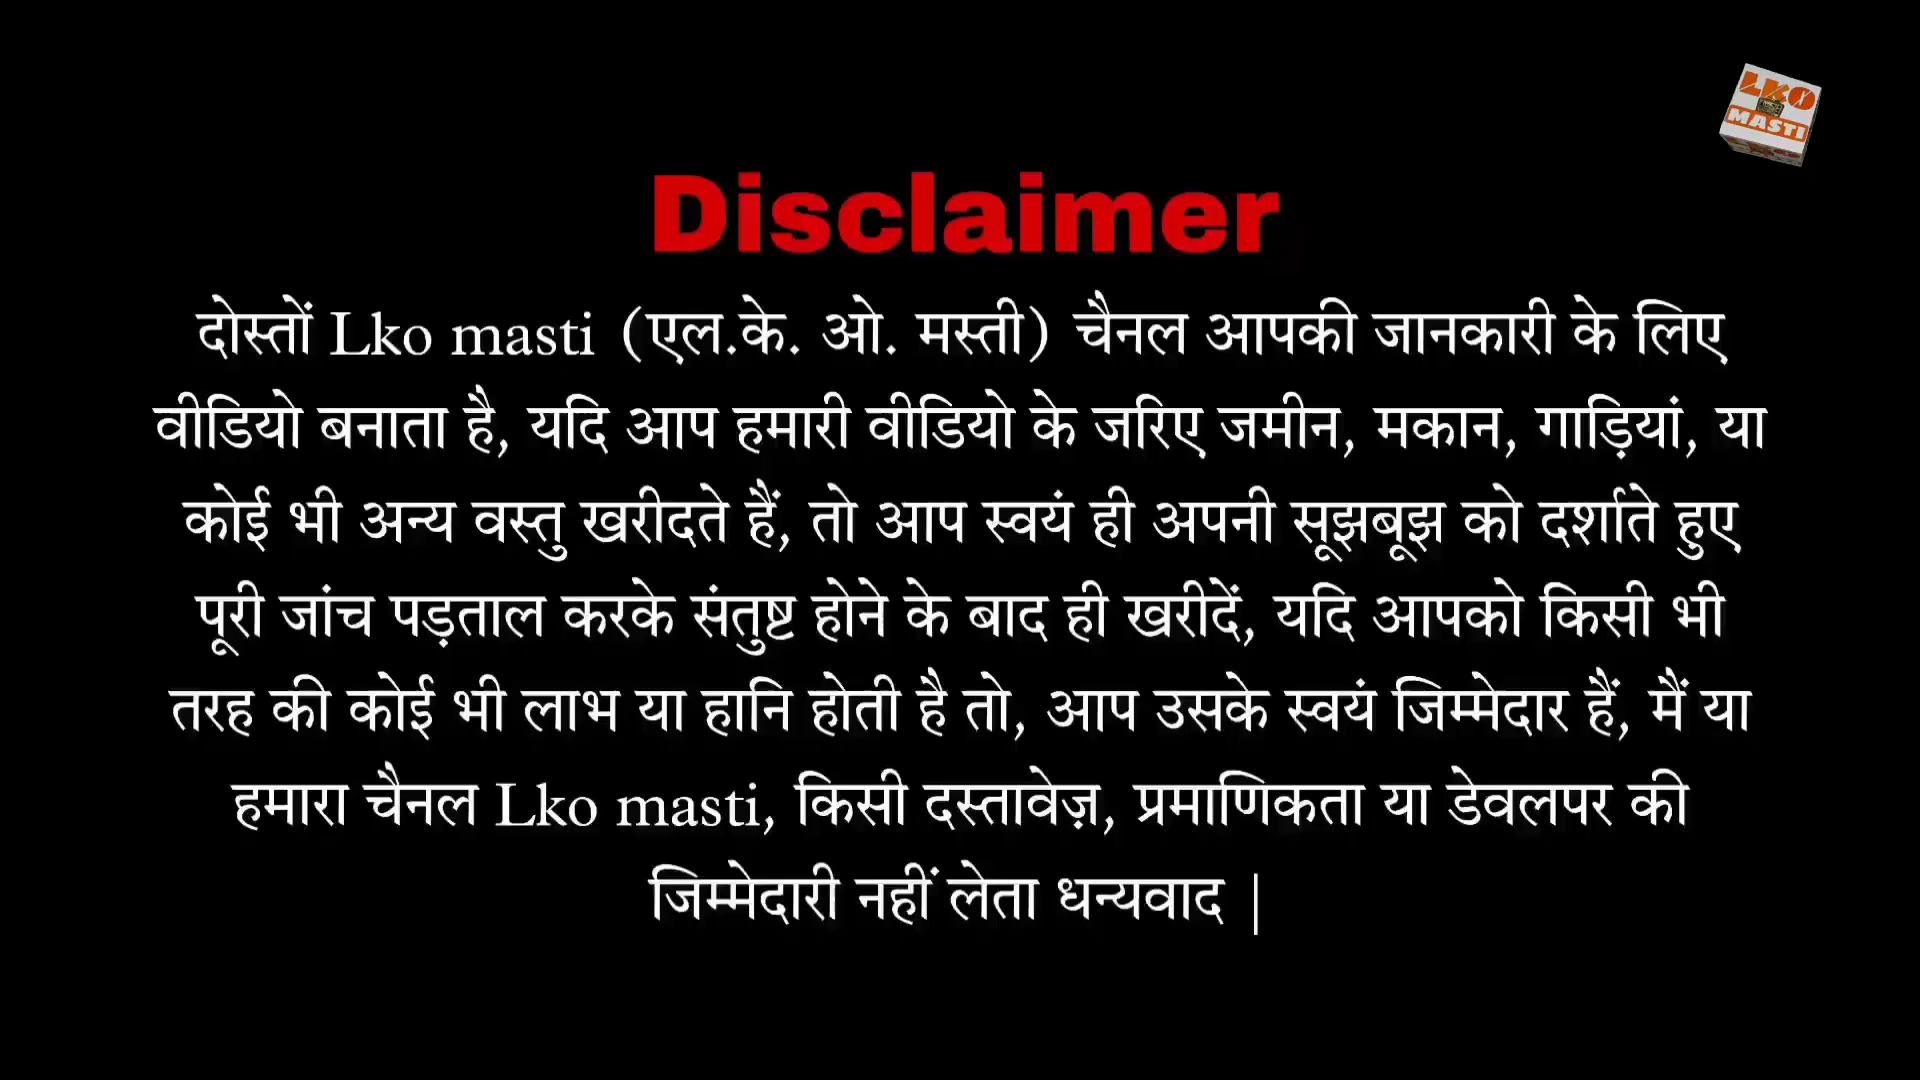 LKO
MASTI
Disclaimer
दोस्तों Lko masti (एल.के. ओ. मस्ती) चैनल आपकी जानकारी के लिए
वीडियो बनाता है, यदि आप हमारी वीडियो के जरिए जमीन, मकान, गाड़ियां, या
कोई भी अन्य वस्तु खरीदते हैं, तो आप स्वयं ही अपनी सूझबूझ को दर्शाते हुए
पूरी जांच पड़ताल करके संतुष्ट होने के बाद ही खरीदें, यदि आपको किसी भी
तरह की कोई भी लाभ या हानि होती है तो, आप उसके स्वयं जिम्मेदार हैं, मैं या
हमारा चैनल Lko masti, किसी दस्तावेज़, प्रमाणिकता या डेवलपर की
जिम्मेदारी नहीं लेता धन्यवाद |